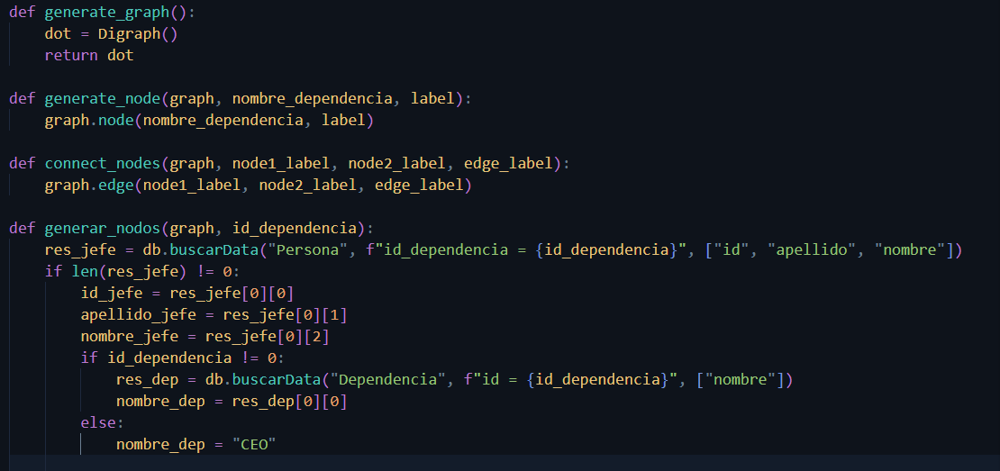 def generate_graph():
    dot = Digraph()
    return dot

def generate_node(graph, nombre_dependencia, label):
    graph.node(nombre_dependencia, label)

def connect_nodes(graph, node1_label, node2_label, edge_label):
    graph.edge(node1_label, node2_label, edge_label)

def generar_nodos(graph, id_dependencia):
    res_jefe = db.buscarData("Persona", f"id_dependencia = {id_dependencia}", ["id", "apellido", "nombre"])
    if len(res_jefe) != 0:
        id_jefe = res_jefe[0][0]
        apellido_jefe = res_jefe[0][1]
        nombre_jefe = res_jefe[0][2]
        if id_dependencia != 0:
            res_dep = db.buscarData("Dependencia", f"id = {id_dependencia}", ["nombre"])
            nombre_dep = res_dep[0][0]
        else:
            nombre_dep = "CEO"